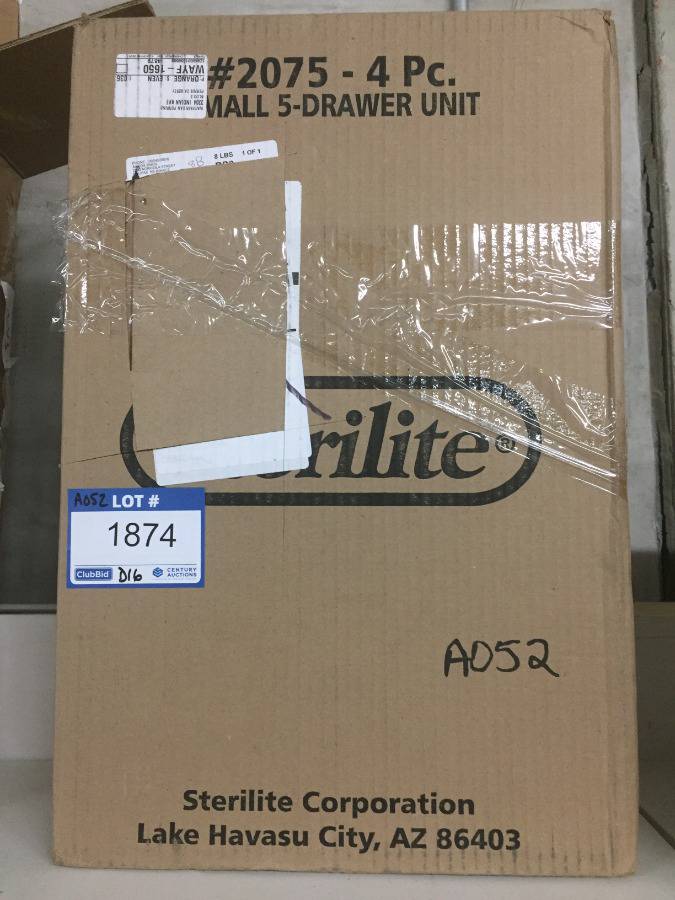 #2075 - 4 Pc.
MALL 5-DRAWER UNIT
WAYF-1650
8 LBS 1 OF 1
8B
rilite®
A052 LOT #
1874
ClubBid D16 CENTURY AUCTIONS
A052
Sterilite Corporation
Lake Havasu City, AZ 86403